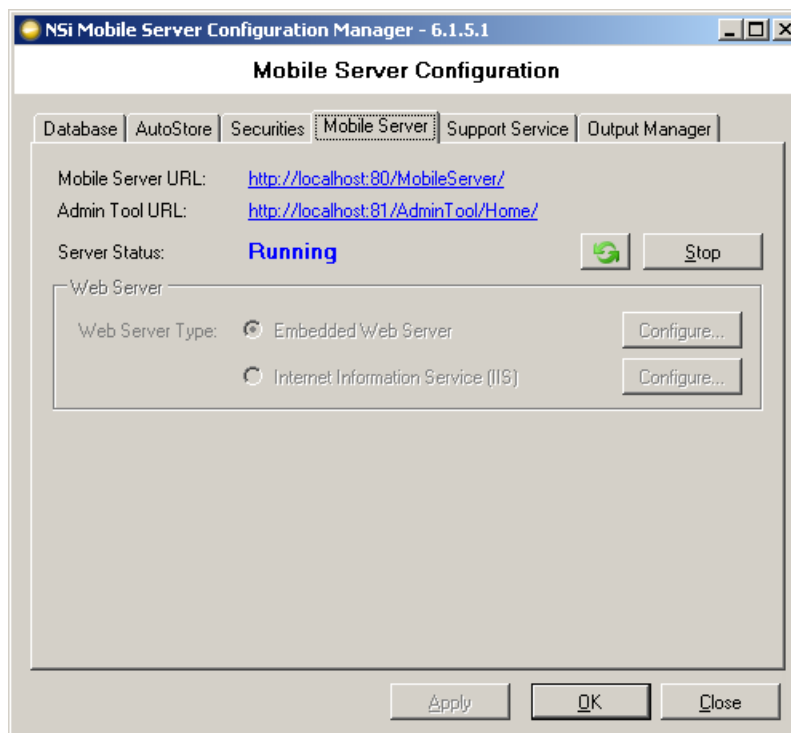 NSi Mobile Server Configuration Manager - 6.1.5.1
Mobile Server Configuration
Database AutoStore Securities Mobile Server Support Service Output Manager
Mobile Server URL: http://localhost:80/MobileServer/
Admin Tool URL: http://localhost:81/AdminTool/Home/
Server Status: Running Stop
Web Server
Web Server Type: Embedded Web Server Configure...
Internet Information Service (IIS) Configure...
Apply OK Close